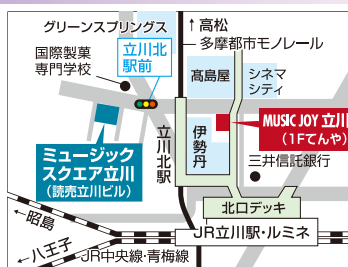 グリーンスプリングス
↑高松
多摩都市モノレール
国際製菓
専門学校
立川北
駅前
髙島屋
シネマ
シティ
MUSIC JOY 立川
(1Fてんや)
ミュージック
スクエア立川
(読売立川ビル)
立川北駅
伊勢丹
三井信託銀行
北口デッキ
←昭島
←八王子
JR立川駅・ルミネ
JR中央線・青梅線